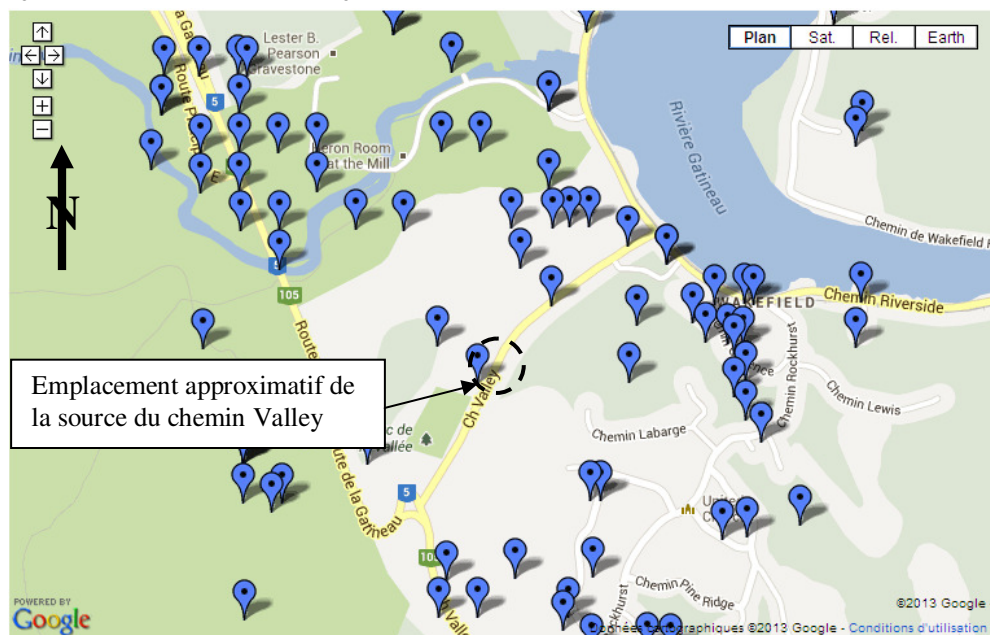 Plan
Sat.
Rel.
Earth
Lester B.
Pearson
Gravestone
5
Heron Room
at the Mill
Rivière Gatineau
N
Chemin de Wakefield
5
105
WAKEFIELD
Chemin Riverside
Chemin Rockhurst
Chemin Lewis
Emplacement approximatif de
la source du chemin Valley
Ch Valley
Chemin Labarge
Route de la Gatineau
5
Chemin Pine Ridge
POWERED BY
Google
©2013 Google
Données cartographiques ©2013 Google - Conditions d'utilisation